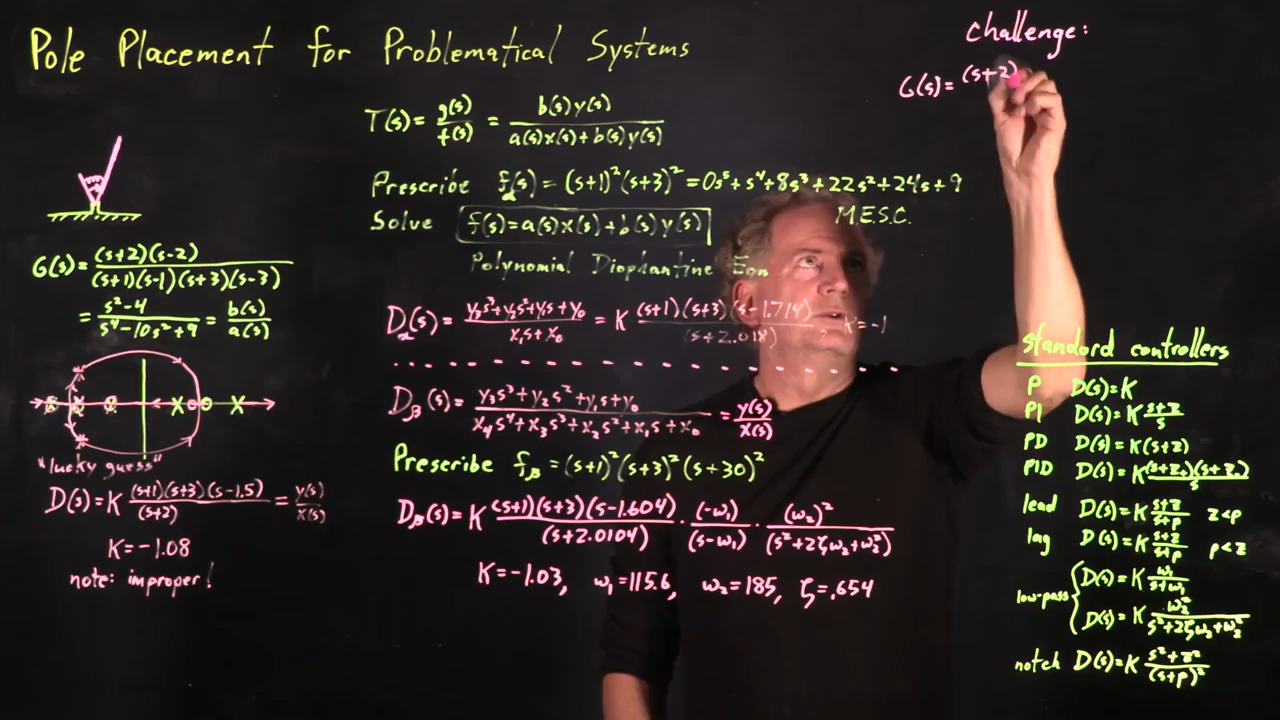 Pole Placement for Problematical Systems
Challenge:
G(s)= (s+2)
T(s) = g(s)/f(s) = b(s)y(s)/(a(s)x(s)+b(s)y(s))
Prescribe f_α(s) = (s+1)²(s+3)² = 0s⁵+s⁴+8s³+22s²+24s+9
M.E.S.C.
Solve f(s)=a(s)x(s)+b(s)y(s)
Polynomial Diophantine Eqn
D_α(s) = (y₃s³+y₂s²+y₁s+y₀)/(x₁s+x₀) = K (s+1)(s+3)(s-1.714)/(s+2.018), K=-1
D_β(s) = (y₃s³+y₂s²+y₁s+y₀)/(x₄s⁴+x₃s³+x₂s²+x₁s+x₀) = y(s)/x(s)
Prescribe f_β = (s+1)²(s+3)²(s+30)²
D_β(s) = K (s+1)(s+3)(s-1.604)/(s+2.0104) · (-ω₁)/(s-ω₁) · (ω₂)²/(s²+2ζω₂+ω₂²)
K=-1.03, ω₁=115.6, ω₂=185, ζ=.654
G(s)= (s+2)(s-2)/((s+1)(s-1)(s+3)(s-3))
= (s²-4)/(s⁴-10s²+9) = b(s)/a(s)
"lucky guess"
D(s)=K (s+1)(s+3)(s-1.5)/(s+2) = y(s)/x(s)
K=-1.08
note: improper!
standard controllers
P D(s)=K
PI D(s)=K (s+z)/s
PD D(s)=K(s+z)
PID D(s)=K (s+z₁)(s+z₂)/s
lead D(s)=K (s+z)/(s+p) z<p
lag D(s)=K (s+z)/(s+p) p<z
low-pass { D(s)=K ω₁/(s+ω₁)
D(s)=K ω₂²/(s²+2ζω₂+ω₂²)
notch D(s)=K (s²+z²)/(s+p)²